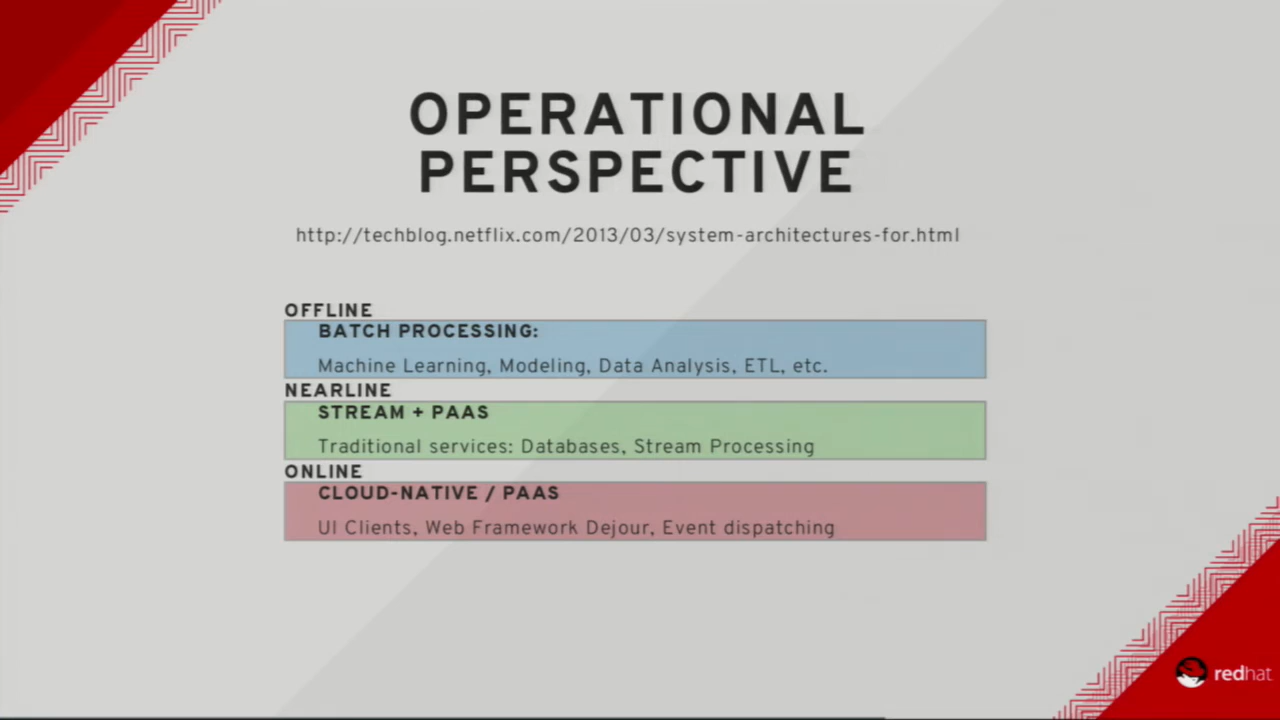 OPERATIONAL
PERSPECTIVE
http://techblog.netflix.com/2013/03/system-architectures-for.html
OFFLINE
BATCH PROCESSING:
Machine Learning, Modeling, Data Analysis, ETL, etc.
NEARLINE
STREAM + PAAS
Traditional services: Databases, Stream Processing
ONLINE
CLOUD-NATIVE / PAAS
UI Clients, Web Framework Dejour, Event dispatching
redhat